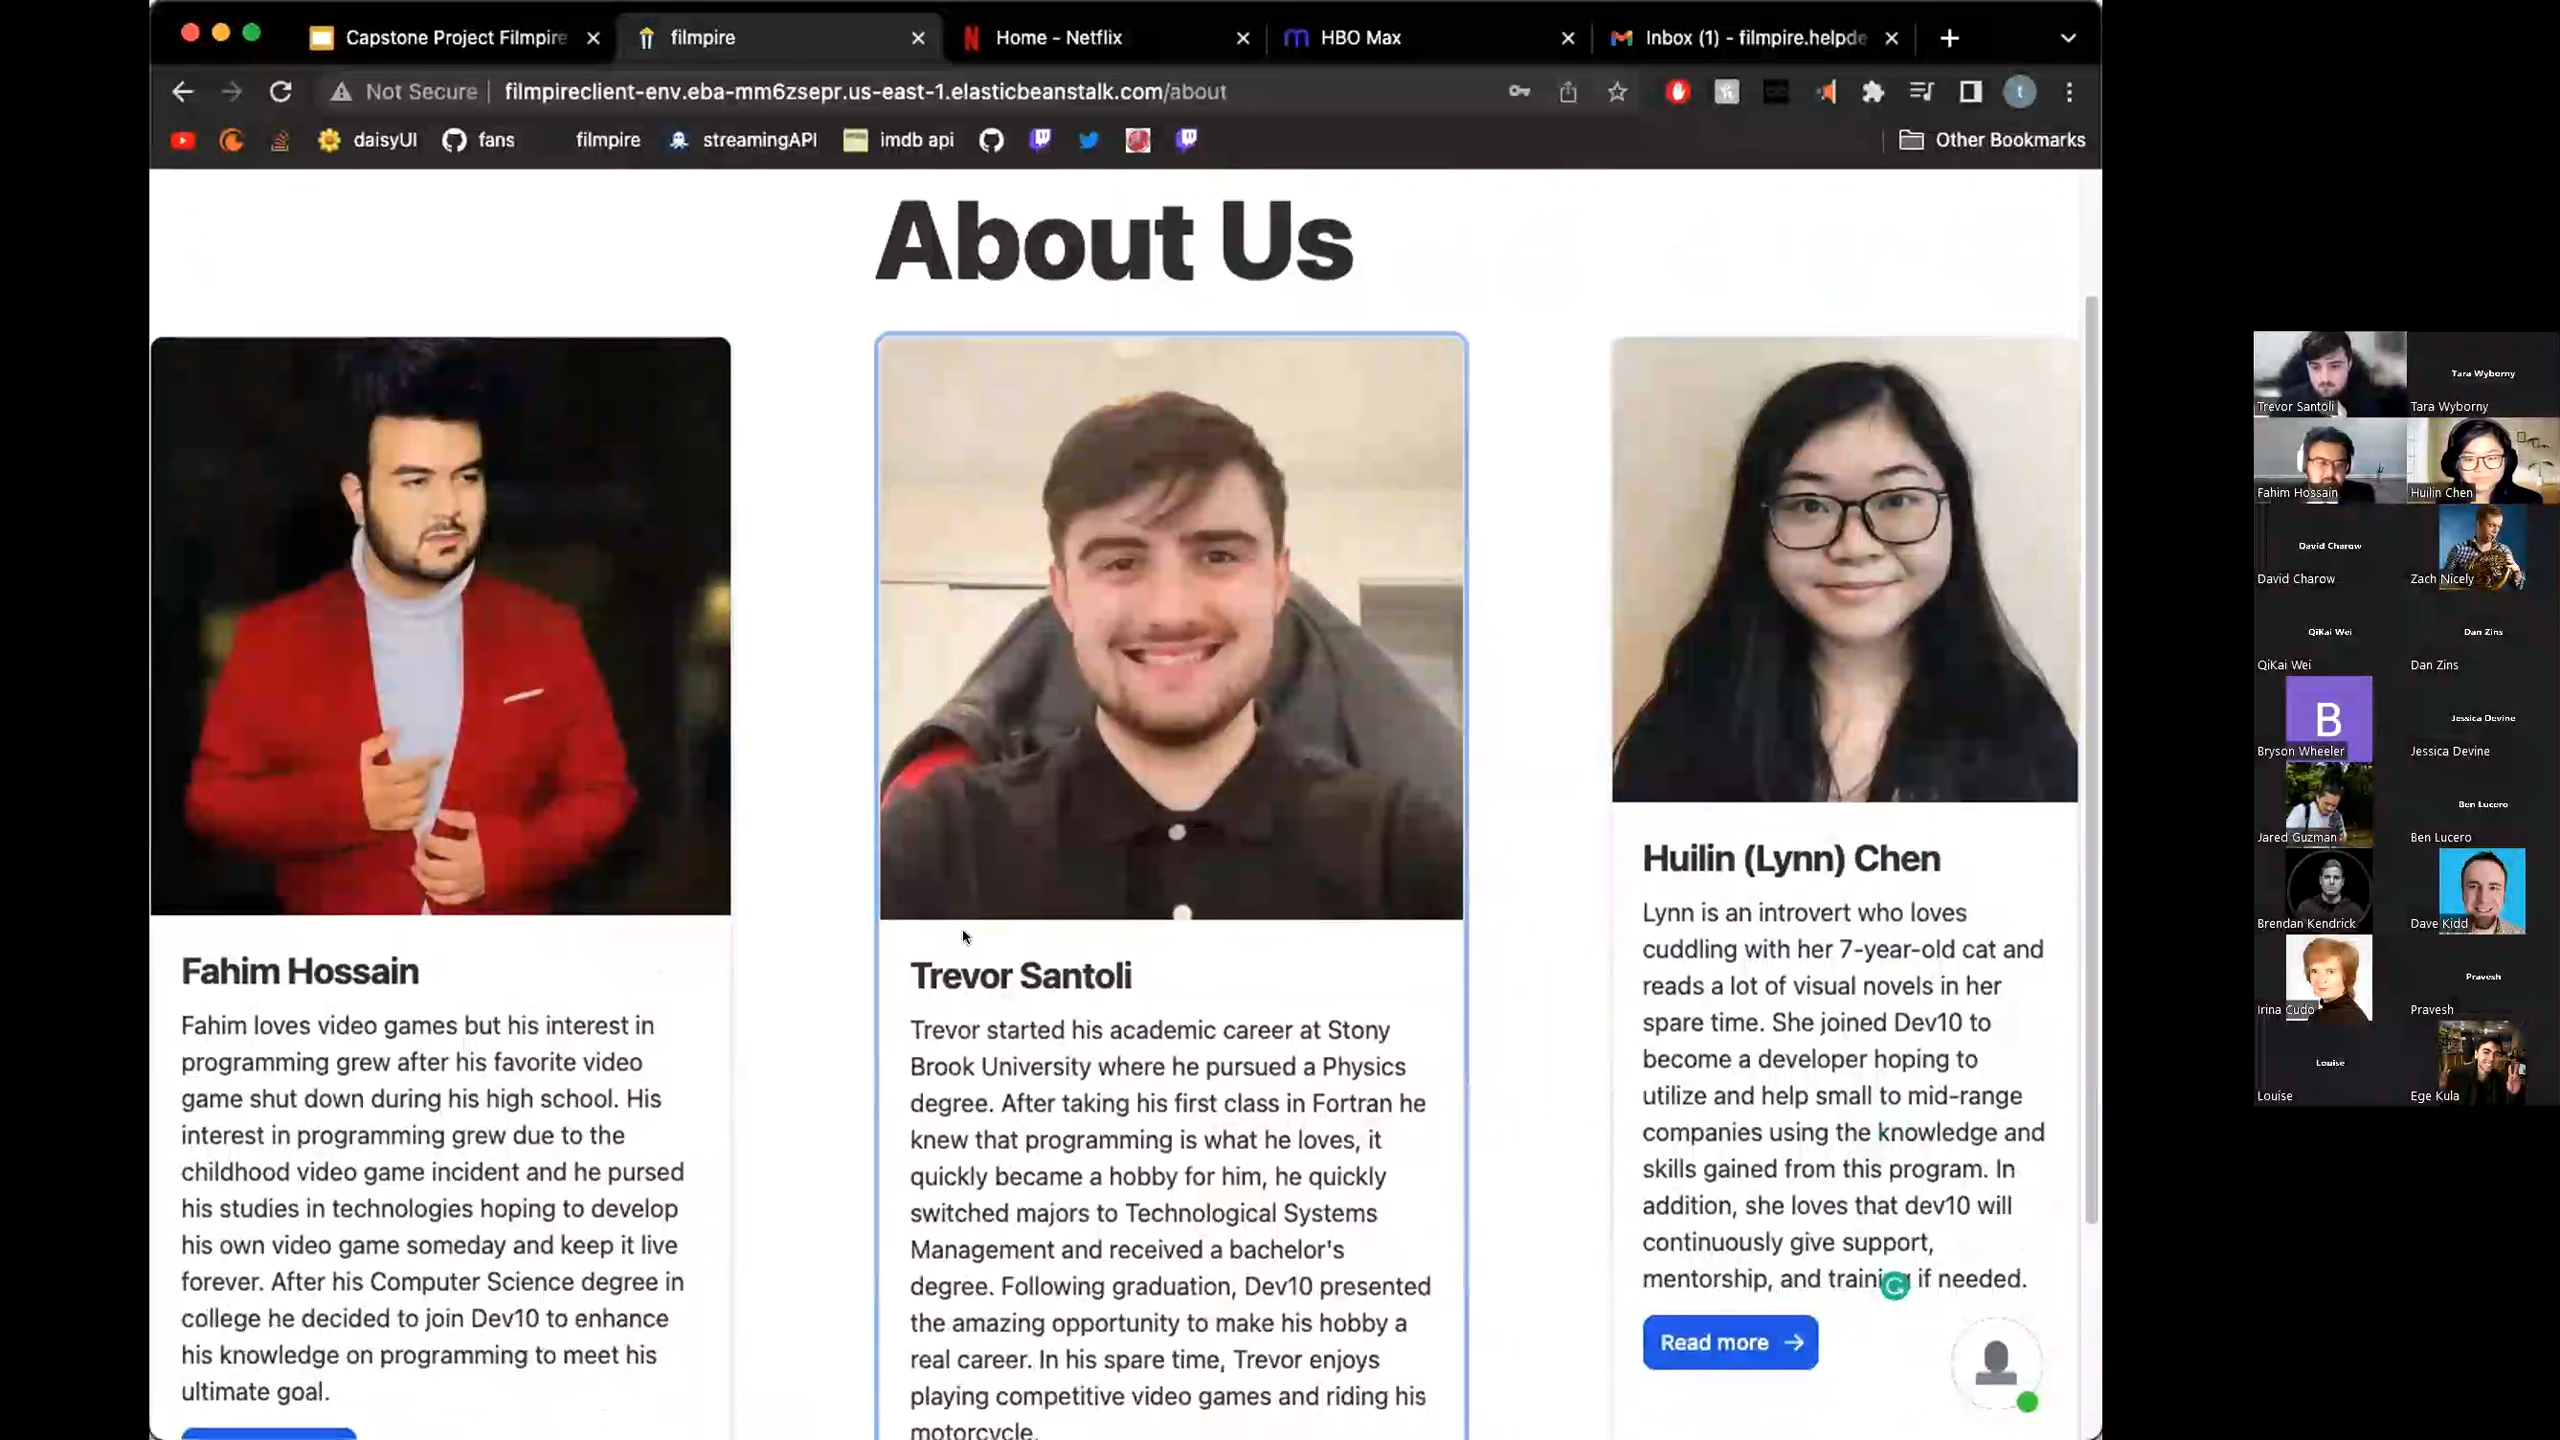 Capstone Project Filmpire
filmpire
Home - Netflix
HBO Max
Inbox (1) - filmpire.helpde
Not Secure
filmpireclient-env.eba-mm6zsepr.us-east-1.elasticbeanstalk.com/about
daisyUI
fans
filmpire
streamingAPI
imdb api
Other Bookmarks
About Us
Fahim Hossain
Fahim loves video games but his interest in
programming grew after his favorite video
game shut down during his high school. His
interest in programming grew due to the
childhood video game incident and he pursed
his studies in technologies hoping to develop
his own video game someday and keep it live
forever. After his Computer Science degree in
college he decided to join Dev10 to enhance
his knowledge on programming to meet his
ultimate goal.
Trevor Santoli
Trevor started his academic career at Stony
Brook University where he pursued a Physics
degree. After taking his first class in Fortran he
knew that programming is what he loves, it
quickly became a hobby for him, he quickly
switched majors to Technological Systems
Management and received a bachelor's
degree. Following graduation, Dev10 presented
the amazing opportunity to make his hobby a
real career. In his spare time, Trevor enjoys
playing competitive video games and riding his
motorcycle.
Huilin (Lynn) Chen
Lynn is an introvert who loves
cuddling with her 7-year-old cat and
reads a lot of visual novels in her
spare time. She joined Dev10 to
become a developer hoping to
utilize and help small to mid-range
companies using the knowledge and
skills gained from this program. In
addition, she loves that dev10 will
continuously give support,
mentorship, and training if needed.
Read more
Trevor Santoli
Tara Wyborny
Tara Wyborny
Fahim Hossain
Huilin Chen
David Charow
David Charow
Zach Nicely
QiKai Wei
QiKai Wei
Dan Zins
Dan Zins
B
Bryson Wheeler
Jessica Devine
Jessica Devine
Jared Guzman
Ben Lucero
Ben Lucero
Brendan Kendrick
Dave Kidd
Irina Cudo
Pravesh
Pravesh
Louise
Louise
Ege Kula